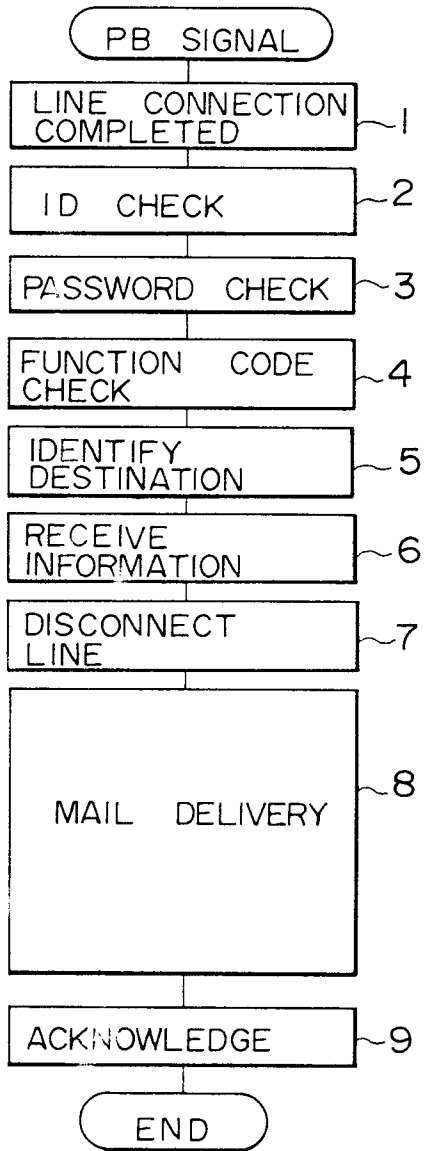 PB SIGNAL
LINE CONNECTION
COMPLETED
1
ID CHECK
2
PASSWORD CHECK
3
FUNCTION CODE
CHECK
4
IDENTIFY
DESTINATION
5
RECEIVE
INFORMATION
6
DISCONNECT
LINE
7
MAIL DELIVERY
8
ACKNOWLEDGE
9
END